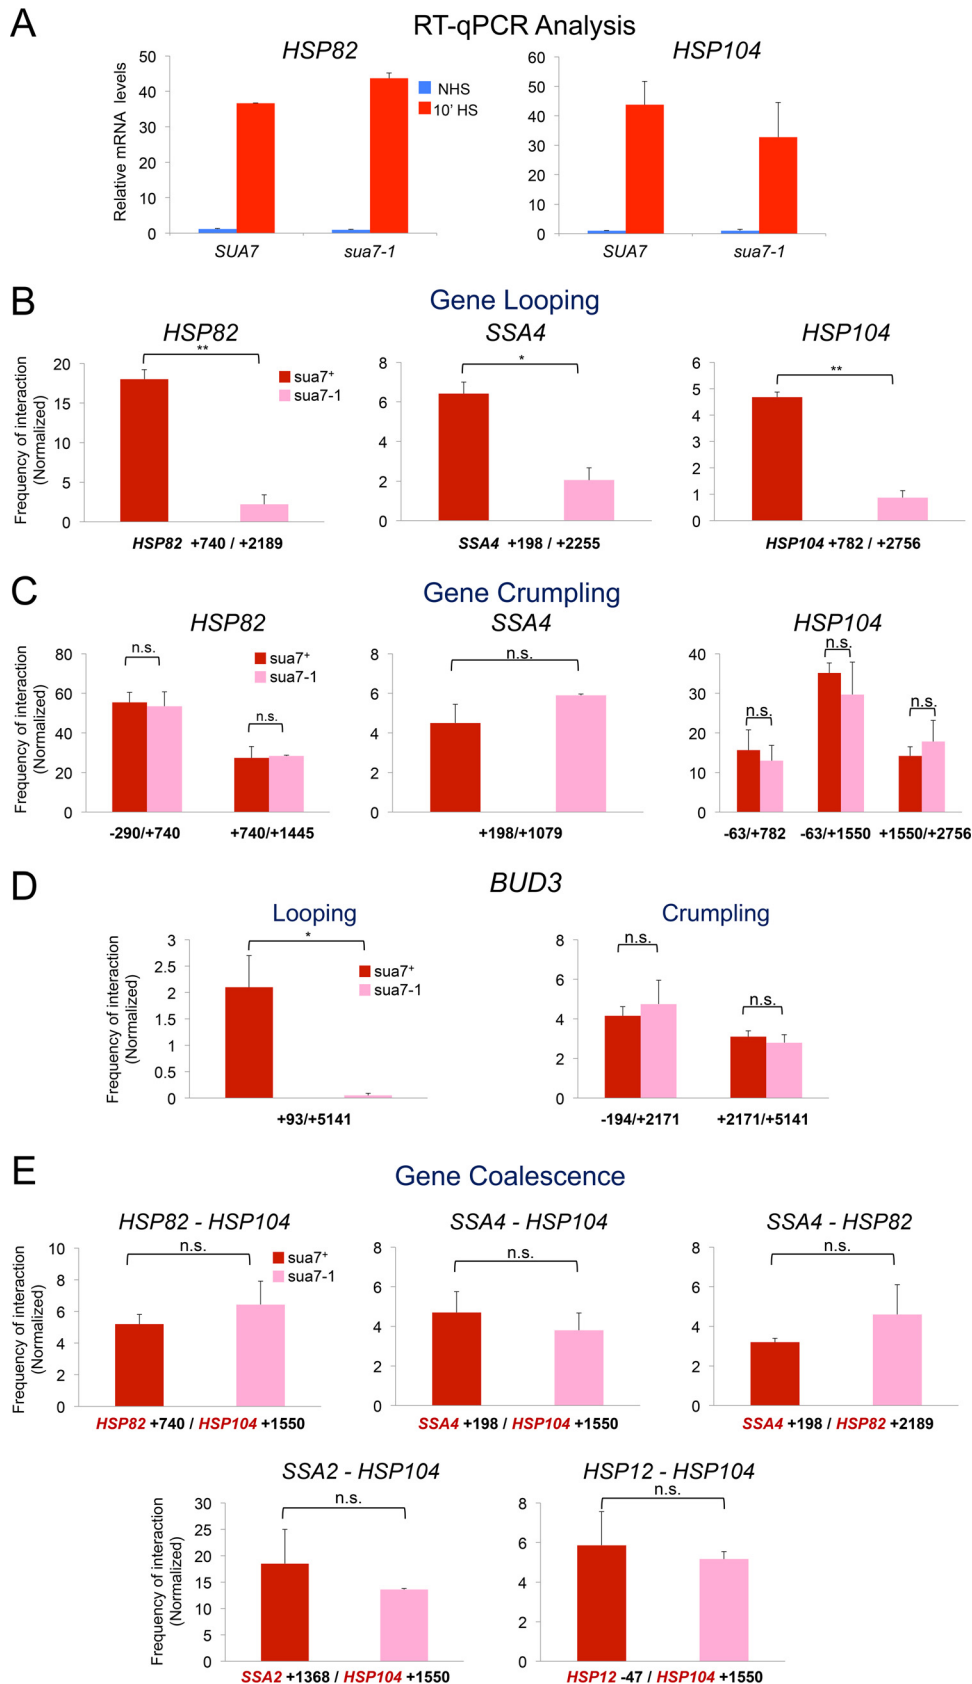 A
RT-qPCR Analysis
HSP82
HSP104
Relative mRNA levels
50
40
30
20
10
0
NHS
10' HS
SUA7
sua7-1
60
50
40
30
20
10
0
SUA7
sua7-1
B
Gene Looping
HSP82
SSA4
HSP104
Frequency of interaction
(Normalized)
20
15
10
5
0
**
sua7+
sua7-1
HSP82 +740 / +2189
8
6
4
2
0
*
SSA4 +198 / +2255
6
5
4
3
2
1
0
**
HSP104 +782 / +2756
C
Gene Crumpling
HSP82
SSA4
HSP104
Frequency of interaction
(Normalized)
80
60
40
20
0
n.s.
n.s.
sua7+
sua7-1
-290/+740
+740/+1445
8
6
4
2
0
n.s.
+198/+1079
40
30
20
10
0
n.s.
n.s.
n.s.
-63/+782
-63/+1550
+1550/+2756
D
BUD3
Looping
Crumpling
Frequency of interaction
(Normalized)
3
2.5
2
1.5
1
0.5
0
*
sua7+
sua7-1
+93/+5141
8
6
4
2
0
n.s.
n.s.
-194/+2171
+2171/+5141
E
Gene Coalescence
HSP82 - HSP104
SSA4 - HSP104
SSA4 - HSP82
Frequency of interaction
(Normalized)
10
8
6
4
2
0
n.s.
sua7+
sua7-1
HSP82 +740 / HSP104 +1550
8
6
4
2
0
n.s.
SSA4 +198 / HSP104 +1550
8
6
4
2
0
n.s.
SSA4 +198 / HSP82 +2189
SSA2 - HSP104
HSP12 - HSP104
Frequency of interaction
(Normalized)
30
25
20
15
10
5
0
n.s.
SSA2 +1368 / HSP104 +1550
8
6
4
2
0
n.s.
HSP12 -47 / HSP104 +1550